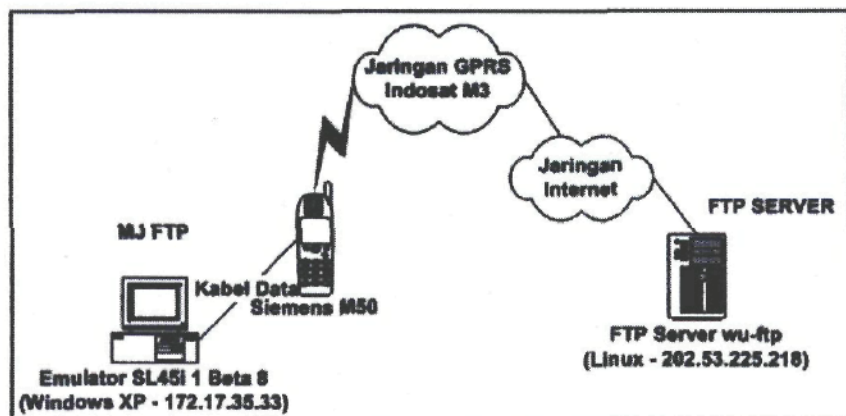 Jaringan GPRS
Indosat M3
Jaringan
Internet
FTP SERVER
MJ FTP
Kabel Data
Siemens M50
FTP Server wu-ftp
(Linux - 202.53.225.218)
Emulator SL45I 1 Beta 8
(Windows XP - 172.17.35.33)